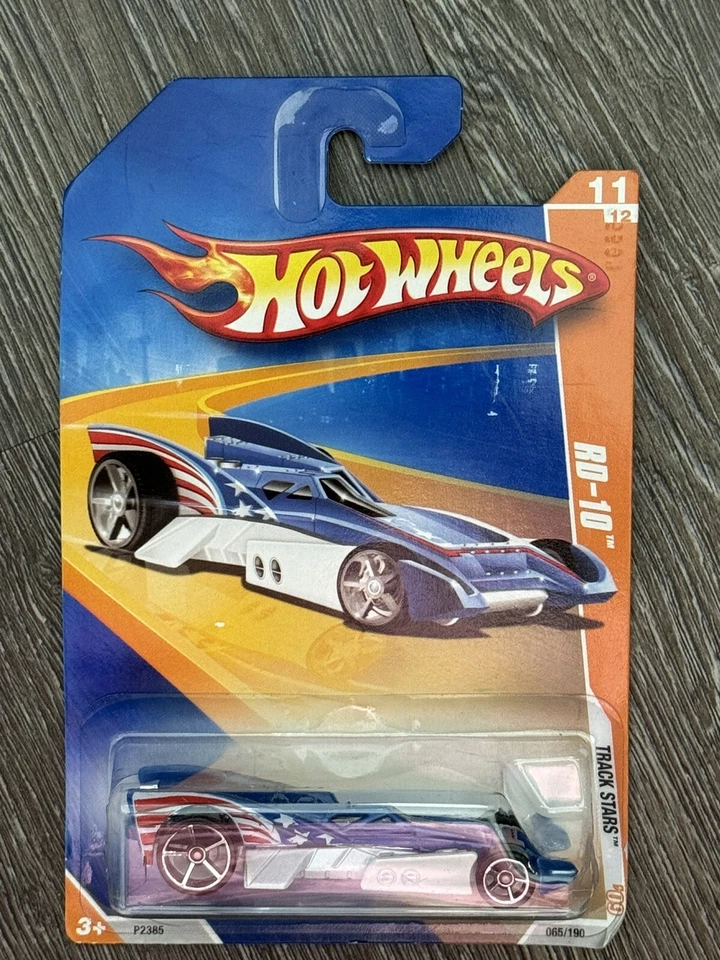 11
12
HOT WHEELS®
RD-10™
TRACK STARS™
'09
3+
P2385
065/190